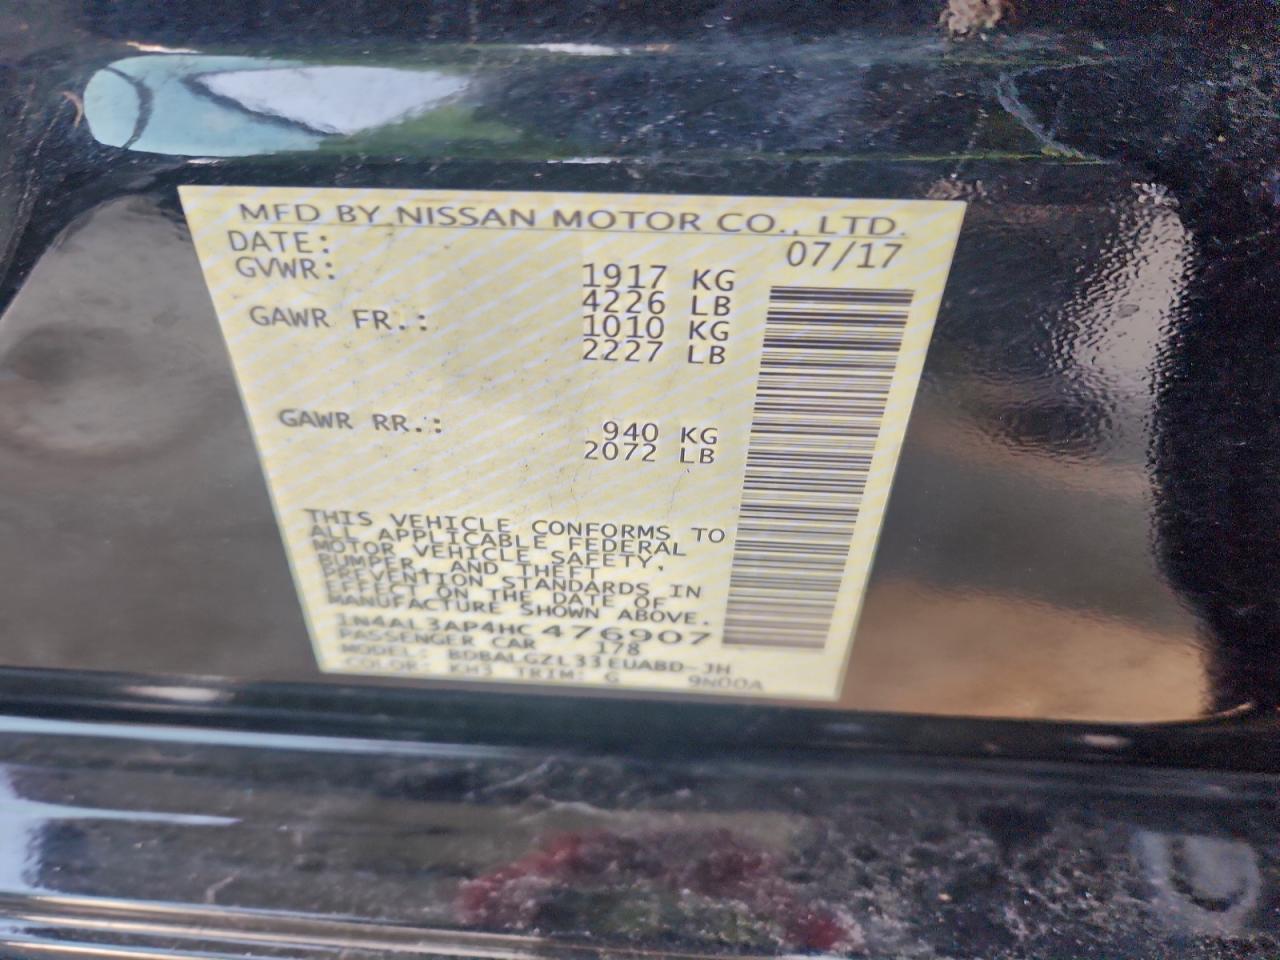 MFD BY NISSAN MOTOR CO., LTD.
DATE: 07/17
GVWR: 1917 KG
4226 LB
GAWR FR.: 1010 KG
2227 LB
GAWR RR.: 940 KG
2072 LB
THIS VEHICLE CONFORMS TO
ALL APPLICABLE FEDERAL
MOTOR VEHICLE SAFETY,
BUMPER, AND THEFT
PREVENTION STANDARDS IN
EFFECT ON THE DATE OF
MANUFACTURE SHOWN ABOVE.
1N4AL3AP4HC476907
PASSENGER CAR 178
MODEL: BDBALGZL33EUABD-JH
COLOR: KH3 TRIM: G 9N00A